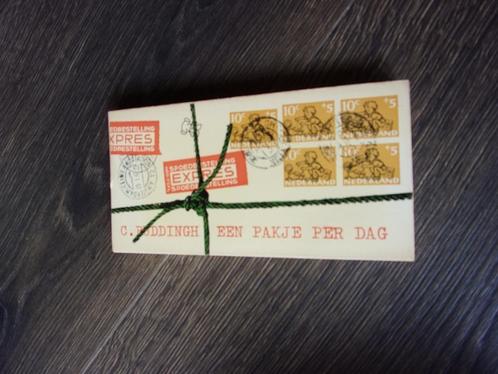 10c +5
NEDERLAND
10c +5
NEDERLAND
10c +5
NEDERLAND
+5
NEDERLAND
10c +5
NEDERLAND
SPOEDBESTELLING
EXPRES
SPOEDBESTELLING
SPOEDBESTELLING
EXPRES
SPOEDBESTELLING
C. BUDDINGH EEN PAKJE PER DAG